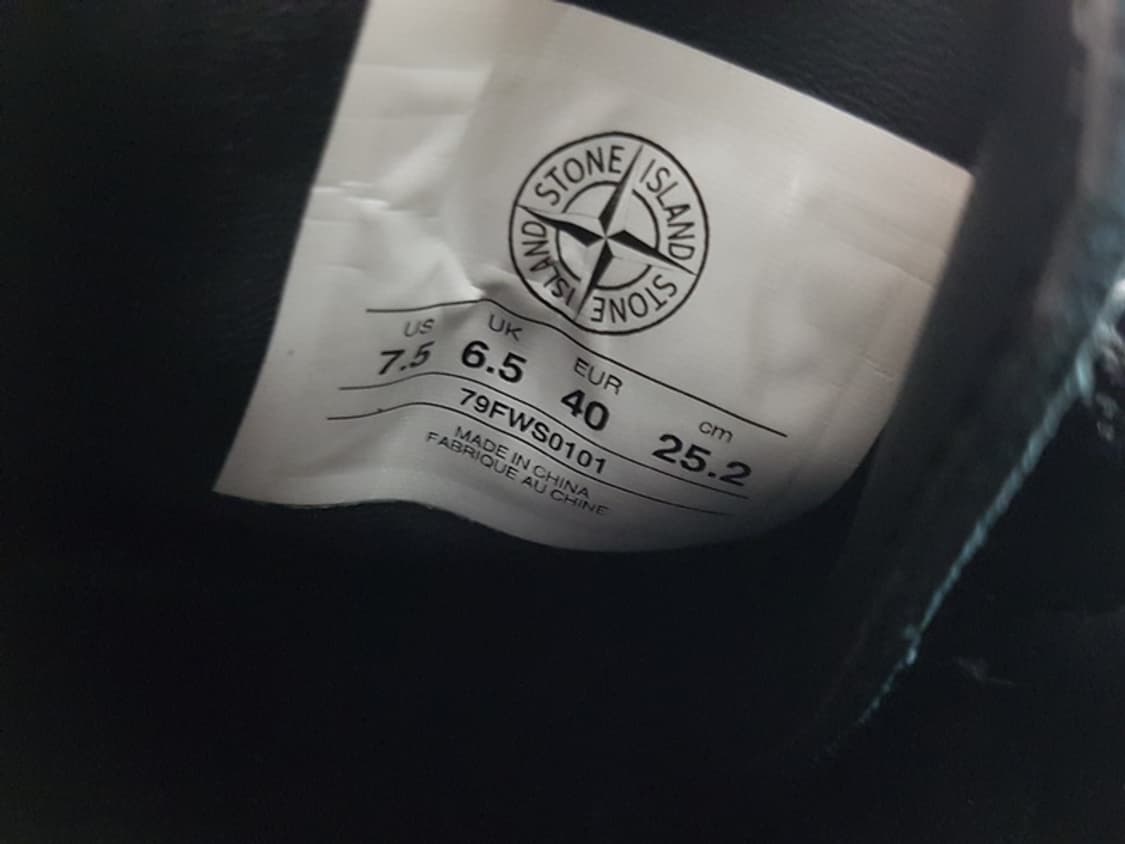 STONE ISLAND STONE ISLAND
US UK EUR cm
7.5 6.5 40 25.2
79FWS0101
MADE IN CHINA
FABRIQUE AU CHINE